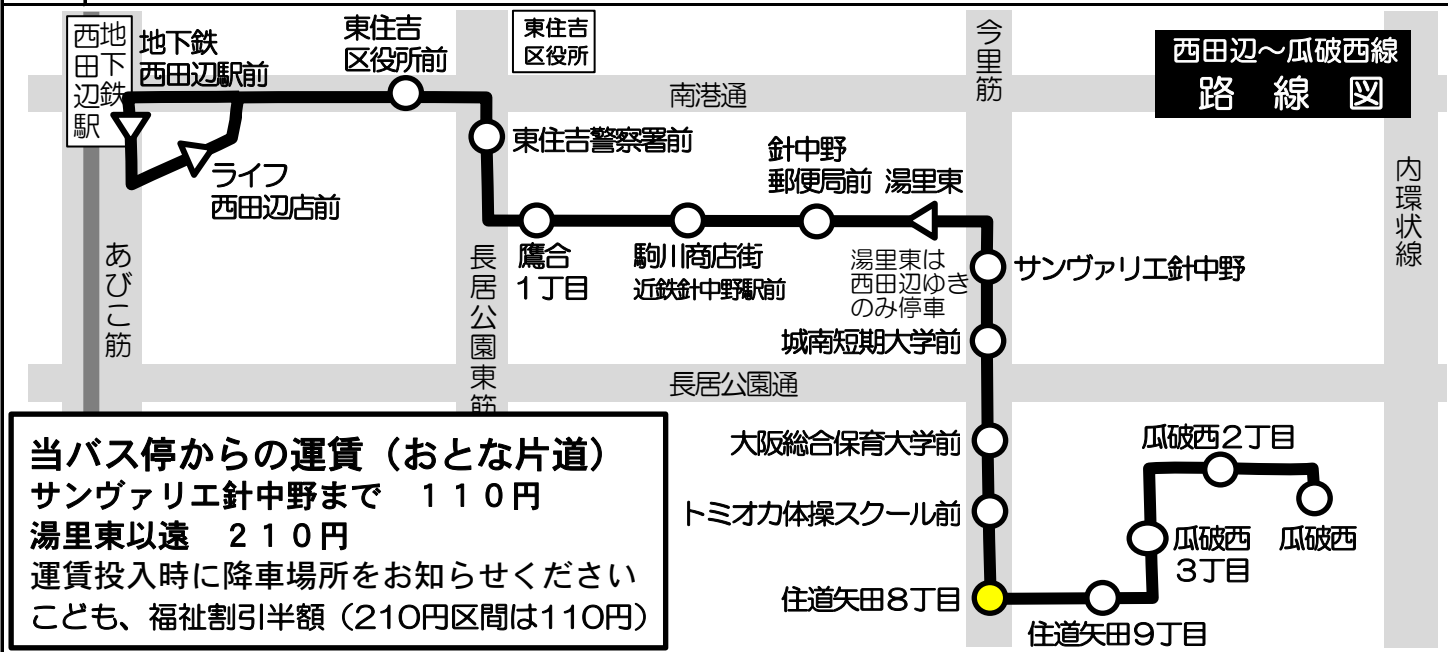 西田辺～瓜破西線
路線図
地下鉄
西田辺駅
地下鉄
西田辺駅前
東住吉
区役所前
東住吉
区役所
今里筋
南港通
東住吉警察署前
針中野
郵便局前
湯里東
ライフ
西田辺店前
内環状線
あびこ筋
長居公園東筋
鷹合
1丁目
駒川商店街
近鉄針中野駅前
湯里東は
西田辺ゆき
のみ停車
サンヴァリエ針中野
城南短期大学前
長居公園通
大阪総合保育大学前
瓜破西2丁目
トミオカ体操スクール前
瓜破西
3丁目
瓜破西
住道矢田8丁目
住道矢田9丁目
当バス停からの運賃（おとな片道）
サンヴァリエ針中野まで　１１０円
湯里東以遠　２１０円
運賃投入時に降車場所をお知らせください
こども、福祉割引半額（210円区間は110円）